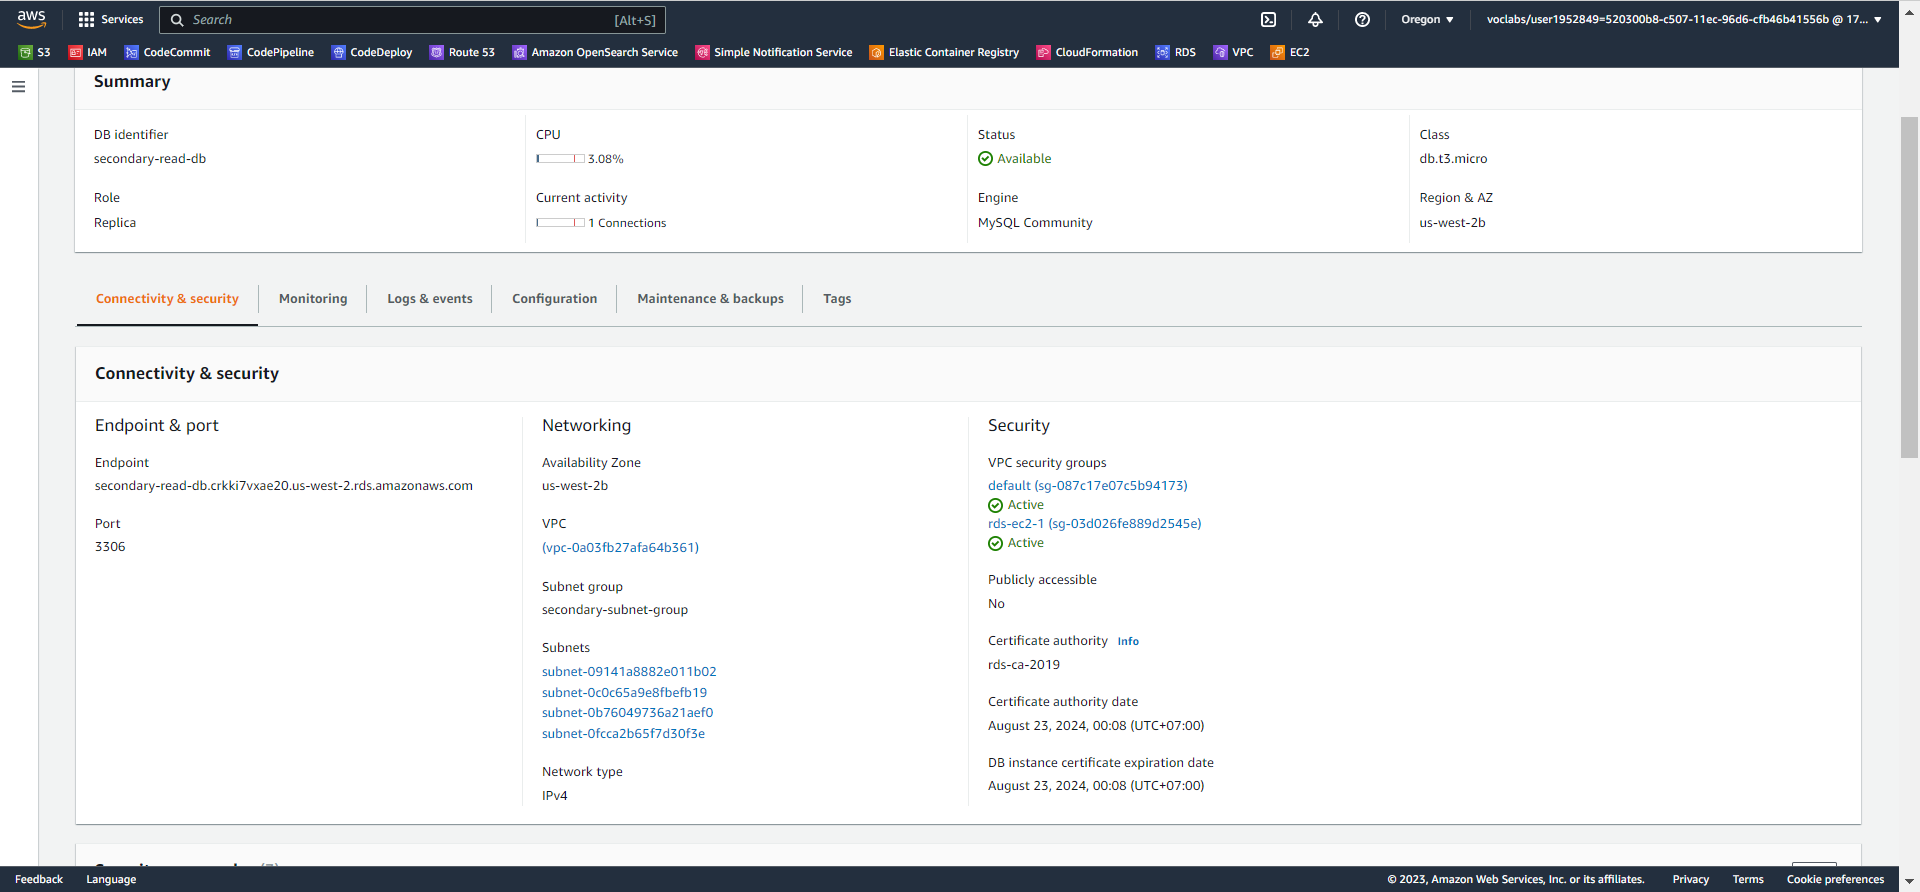 aws Services Search [Alt+S] Oregon voclabs/user1952849=520300b8-c507-11ec-96d6-cfb46b41556b @ 17...
S3 IAM CodeCommit CodePipeline CodeDeploy Route 53 Amazon OpenSearch Service Simple Notification Service Elastic Container Registry CloudFormation RDS VPC EC2
Summary
DB identifier
secondary-read-db
Role
Replica
CPU
3.08%
Current activity
1 Connections
Status
Available
Engine
MySQL Community
Class
db.t3.micro
Region & AZ
us-west-2b
Connectivity & security Monitoring Logs & events Configuration Maintenance & backups Tags
Connectivity & security
Endpoint & port
Endpoint
secondary-read-db.crkki7vxae20.us-west-2.rds.amazonaws.com
Port
3306
Networking
Availability Zone
us-west-2b
VPC
(vpc-0a03fb27afa64b361)
Subnet group
secondary-subnet-group
Subnets
subnet-09141a8882e011b02
subnet-0c0c65a9e8fbefb19
subnet-0b76049736a21aef0
subnet-0fcca2b65f7d30f3e
Network type
IPv4
Security
VPC security groups
default (sg-087c17e07c5b94173)
Active
rds-ec2-1 (sg-03d026fe889d2545e)
Active
Publicly accessible
No
Certificate authority Info
rds-ca-2019
Certificate authority date
August 23, 2024, 00:08 (UTC+07:00)
DB instance certificate expiration date
August 23, 2024, 00:08 (UTC+07:00)
Feedback Language © 2023, Amazon Web Services, Inc. or its affiliates. Privacy Terms Cookie preferences